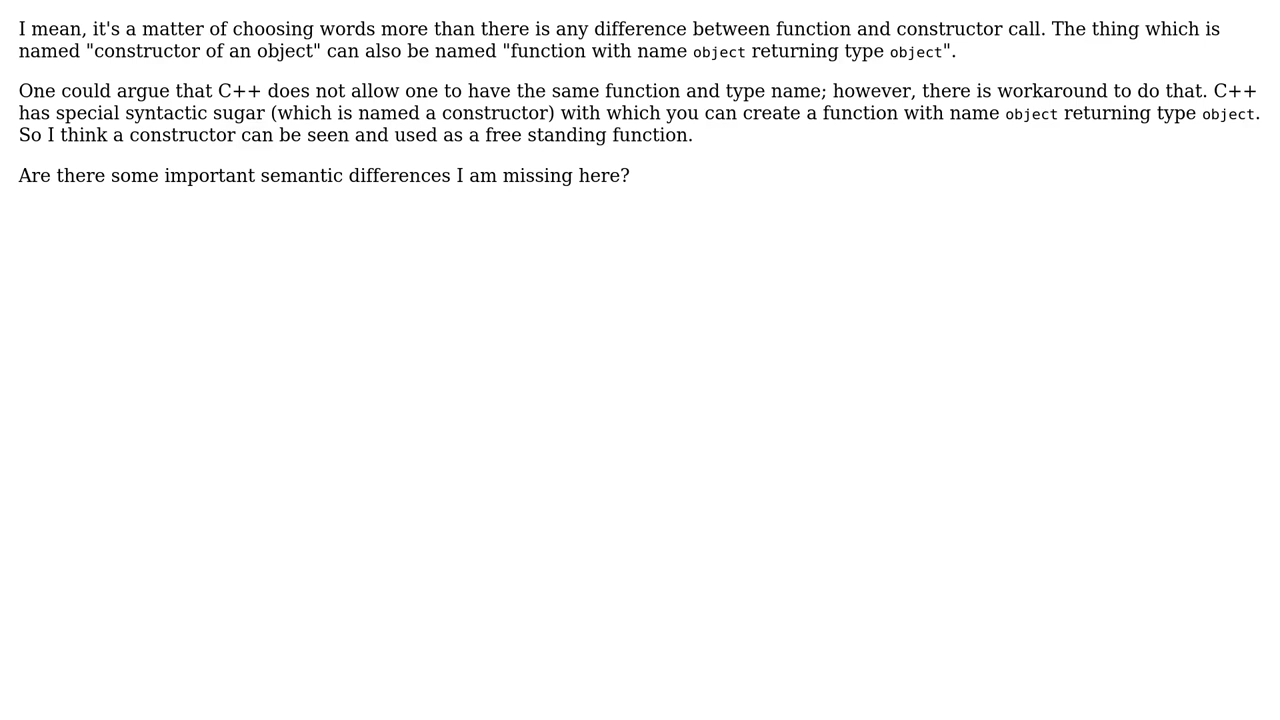 I mean, it's a matter of choosing words more than there is any difference between function and constructor call. The thing which is
named "constructor of an object" can also be named "function with name object returning type object".
One could argue that C++ does not allow one to have the same function and type name; however, there is workaround to do that. C++
has special syntactic sugar (which is named a constructor) with which you can create a function with name object returning type object.
So I think a constructor can be seen and used as a free standing function.
Are there some important semantic differences I am missing here?